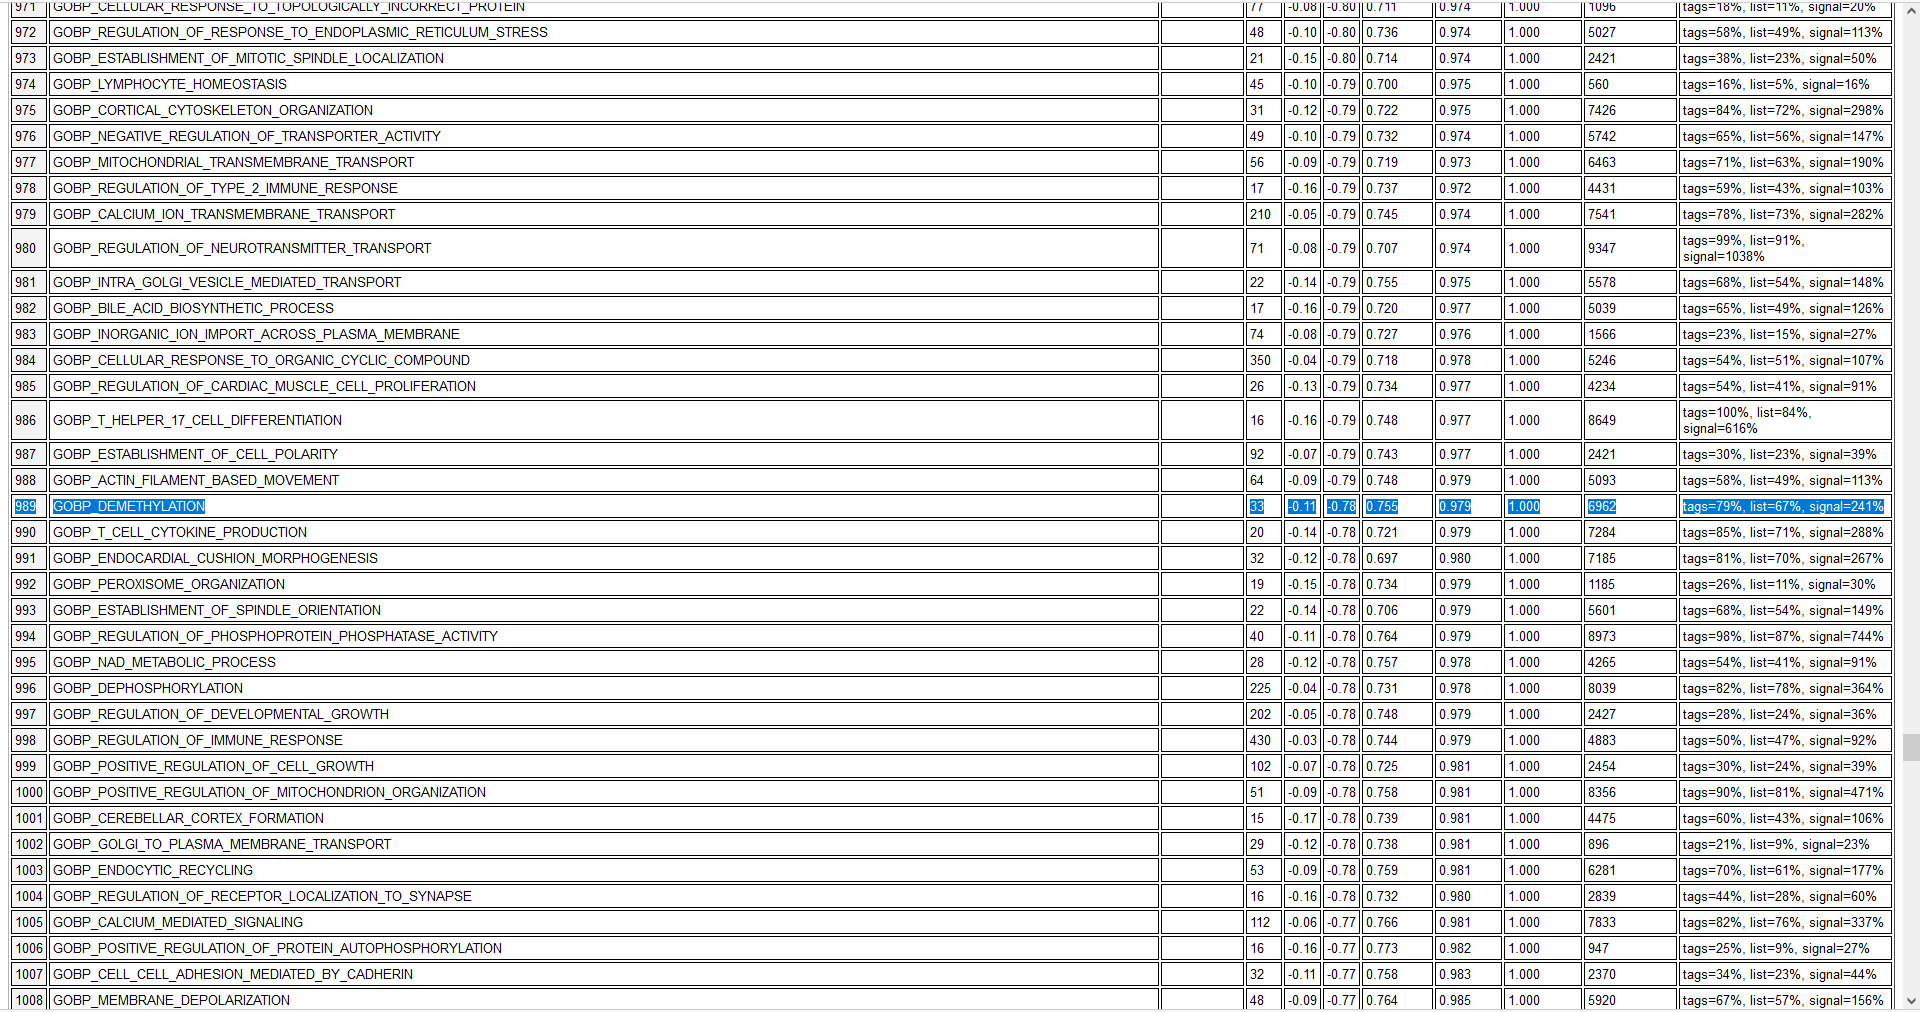 971 GOBP_CELLULAR_RESPONSE_TO_TOPOLOGICALLY_INCORRECT_PROTEIN 77 -0.08 -0.80 0.711 0.974 1.000 1096 tags=18%, list=11%, signal=20%
972 GOBP_REGULATION_OF_RESPONSE_TO_ENDOPLASMIC_RETICULUM_STRESS 48 -0.10 -0.80 0.736 0.974 1.000 5027 tags=58%, list=49%, signal=113%
973 GOBP_ESTABLISHMENT_OF_MITOTIC_SPINDLE_LOCALIZATION 21 -0.15 -0.80 0.714 0.974 1.000 2421 tags=38%, list=23%, signal=50%
974 GOBP_LYMPHOCYTE_HOMEOSTASIS 45 -0.10 -0.79 0.700 0.975 1.000 560 tags=16%, list=5%, signal=16%
975 GOBP_CORTICAL_CYTOSKELETON_ORGANIZATION 31 -0.12 -0.79 0.722 0.975 1.000 7426 tags=84%, list=72%, signal=298%
976 GOBP_NEGATIVE_REGULATION_OF_TRANSPORTER_ACTIVITY 49 -0.10 -0.79 0.732 0.974 1.000 5742 tags=65%, list=56%, signal=147%
977 GOBP_MITOCHONDRIAL_TRANSMEMBRANE_TRANSPORT 56 -0.09 -0.79 0.719 0.973 1.000 6463 tags=71%, list=63%, signal=190%
978 GOBP_REGULATION_OF_TYPE_2_IMMUNE_RESPONSE 17 -0.16 -0.79 0.737 0.972 1.000 4431 tags=59%, list=43%, signal=103%
979 GOBP_CALCIUM_ION_TRANSMEMBRANE_TRANSPORT 210 -0.05 -0.79 0.745 0.974 1.000 7541 tags=78%, list=73%, signal=282%
980 GOBP_REGULATION_OF_NEUROTRANSMITTER_TRANSPORT 71 -0.08 -0.79 0.707 0.974 1.000 9347 tags=99%, list=91%,
signal=1038%
981 GOBP_INTRA_GOLGI_VESICLE_MEDIATED_TRANSPORT 22 -0.14 -0.79 0.755 0.975 1.000 5578 tags=68%, list=54%, signal=148%
982 GOBP_BILE_ACID_BIOSYNTHETIC_PROCESS 17 -0.16 -0.79 0.720 0.977 1.000 5039 tags=65%, list=49%, signal=126%
983 GOBP_INORGANIC_ION_IMPORT_ACROSS_PLASMA_MEMBRANE 74 -0.08 -0.79 0.727 0.976 1.000 1566 tags=23%, list=15%, signal=27%
984 GOBP_CELLULAR_RESPONSE_TO_ORGANIC_CYCLIC_COMPOUND 350 -0.04 -0.79 0.718 0.978 1.000 5246 tags=54%, list=51%, signal=107%
985 GOBP_REGULATION_OF_CARDIAC_MUSCLE_CELL_PROLIFERATION 26 -0.13 -0.79 0.734 0.977 1.000 4234 tags=54%, list=41%, signal=91%
986 GOBP_T_HELPER_17_CELL_DIFFERENTIATION 16 -0.16 -0.79 0.748 0.977 1.000 8649 tags=100%, list=84%,
signal=616%
987 GOBP_ESTABLISHMENT_OF_CELL_POLARITY 92 -0.07 -0.79 0.743 0.977 1.000 2421 tags=30%, list=23%, signal=39%
988 GOBP_ACTIN_FILAMENT_BASED_MOVEMENT 64 -0.09 -0.79 0.748 0.979 1.000 5093 tags=58%, list=49%, signal=113%
989 GOBP_DEMETHYLATION 33 -0.11 -0.78 0.755 0.979 1.000 6962 tags=79%, list=67%, signal=241%
990 GOBP_T_CELL_CYTOKINE_PRODUCTION 20 -0.14 -0.78 0.721 0.979 1.000 7284 tags=85%, list=71%, signal=288%
991 GOBP_ENDOCARDIAL_CUSHION_MORPHOGENESIS 32 -0.12 -0.78 0.697 0.980 1.000 7185 tags=81%, list=70%, signal=267%
992 GOBP_PEROXISOME_ORGANIZATION 19 -0.15 -0.78 0.734 0.979 1.000 1185 tags=26%, list=11%, signal=30%
993 GOBP_ESTABLISHMENT_OF_SPINDLE_ORIENTATION 22 -0.14 -0.78 0.706 0.979 1.000 5601 tags=68%, list=54%, signal=149%
994 GOBP_REGULATION_OF_PHOSPHOPROTEIN_PHOSPHATASE_ACTIVITY 40 -0.11 -0.78 0.764 0.979 1.000 8973 tags=98%, list=87%, signal=744%
995 GOBP_NAD_METABOLIC_PROCESS 28 -0.12 -0.78 0.757 0.978 1.000 4265 tags=54%, list=41%, signal=91%
996 GOBP_DEPHOSPHORYLATION 225 -0.04 -0.78 0.731 0.978 1.000 8039 tags=82%, list=78%, signal=364%
997 GOBP_REGULATION_OF_DEVELOPMENTAL_GROWTH 202 -0.05 -0.78 0.748 0.979 1.000 2427 tags=28%, list=24%, signal=36%
998 GOBP_REGULATION_OF_IMMUNE_RESPONSE 430 -0.03 -0.78 0.744 0.979 1.000 4883 tags=50%, list=47%, signal=92%
999 GOBP_POSITIVE_REGULATION_OF_CELL_GROWTH 102 -0.07 -0.78 0.725 0.981 1.000 2454 tags=30%, list=24%, signal=39%
1000 GOBP_POSITIVE_REGULATION_OF_MITOCHONDRION_ORGANIZATION 51 -0.09 -0.78 0.758 0.981 1.000 8356 tags=90%, list=81%, signal=471%
1001 GOBP_CEREBELLAR_CORTEX_FORMATION 15 -0.17 -0.78 0.739 0.981 1.000 4475 tags=60%, list=43%, signal=106%
1002 GOBP_GOLGI_TO_PLASMA_MEMBRANE_TRANSPORT 29 -0.12 -0.78 0.738 0.981 1.000 896 tags=21%, list=9%, signal=23%
1003 GOBP_ENDOCYTIC_RECYCLING 53 -0.09 -0.78 0.759 0.981 1.000 6281 tags=70%, list=61%, signal=177%
1004 GOBP_REGULATION_OF_RECEPTOR_LOCALIZATION_TO_SYNAPSE 16 -0.16 -0.78 0.732 0.980 1.000 2839 tags=44%, list=28%, signal=60%
1005 GOBP_CALCIUM_MEDIATED_SIGNALING 112 -0.06 -0.77 0.766 0.981 1.000 7833 tags=82%, list=76%, signal=337%
1006 GOBP_POSITIVE_REGULATION_OF_PROTEIN_AUTOPHOSPHORYLATION 16 -0.16 -0.77 0.773 0.982 1.000 947 tags=25%, list=9%, signal=27%
1007 GOBP_CELL_CELL_ADHESION_MEDIATED_BY_CADHERIN 32 -0.11 -0.77 0.758 0.983 1.000 2370 tags=34%, list=23%, signal=44%
1008 GOBP_MEMBRANE_DEPOLARIZATION 48 -0.09 -0.77 0.764 0.985 1.000 5920 tags=67%, list=57%, signal=156%